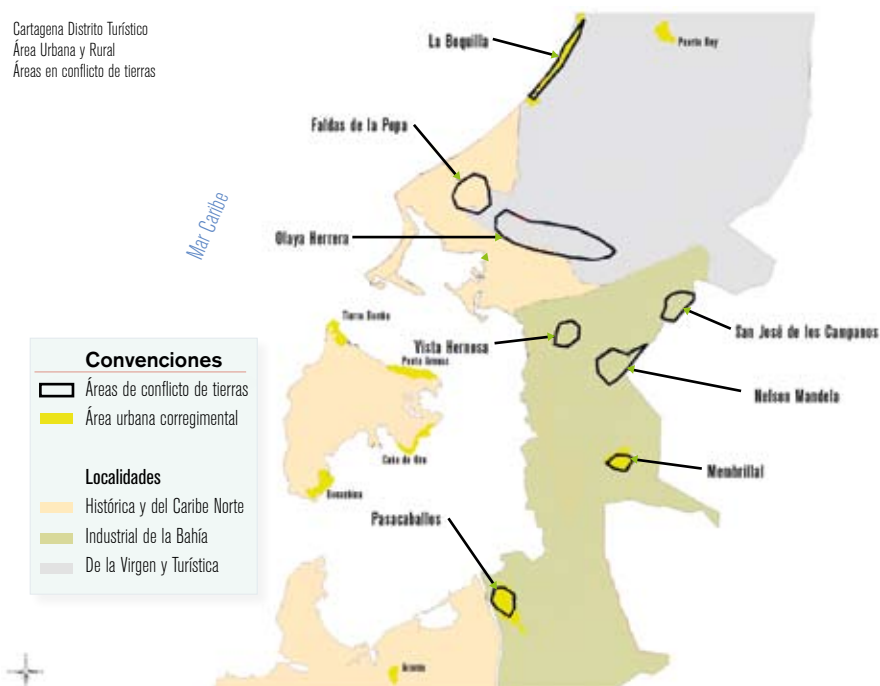 Cartagena Distrito Turístico
Área Urbana y Rural
Áreas en conflicto de tierras
La Boquilla
Punta Rey
Faldas de la Popa
Mar Caribe
Olaya Herrera
Tierra Bomba
San José de los Campanos
Vista Hermosa
Punta Arenas
Nelson Mandela
Convenciones
Áreas de conflicto de tierras
Área urbana corregimental
Caño de Oro
Membrillal
Localidades
Bocachica
Histórica y del Caribe Norte
Pasacaballos
Industrial de la Bahía
De la Virgen y Turística
Ararca